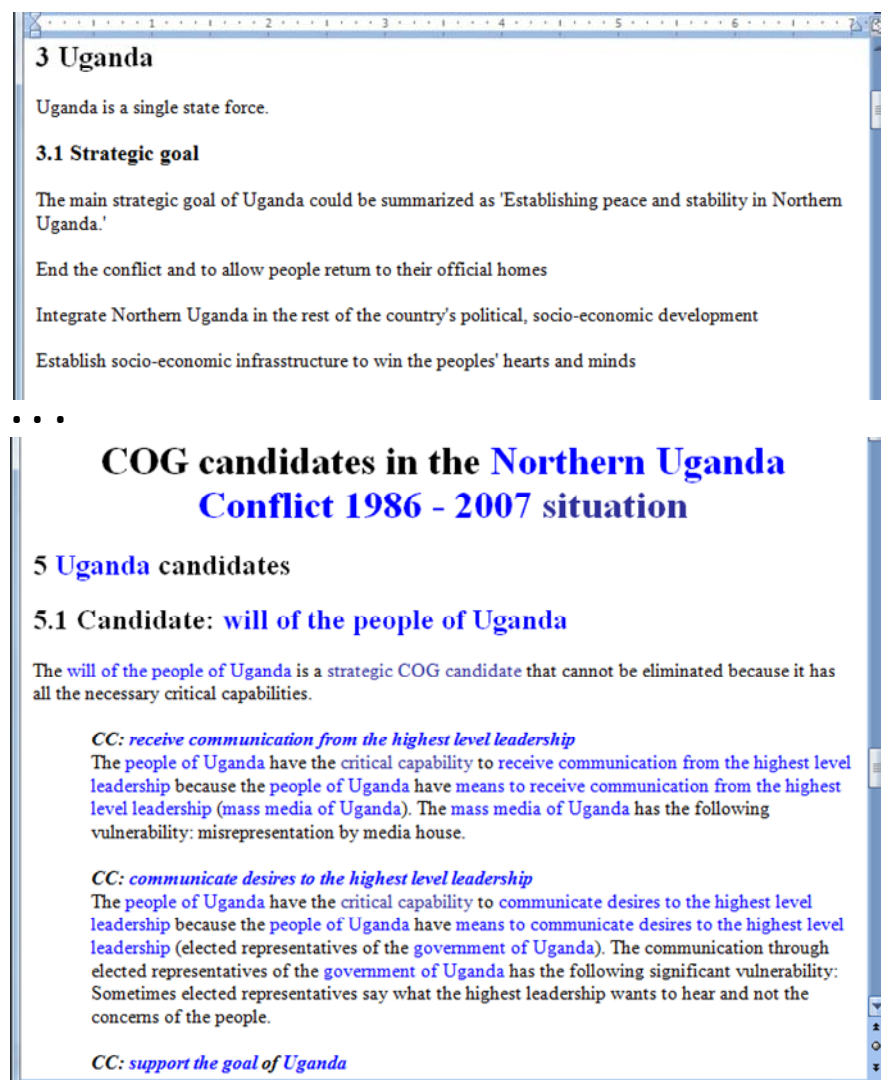 1 2 3 4 5 6 7
3 Uganda
Uganda is a single state force.
3.1 Strategic goal
The main strategic goal of Uganda could be summarized as 'Establishing peace and stability in Northern
Uganda.'
End the conflict and to allow people return to their official homes
Integrate Northern Uganda in the rest of the country's political, socio-economic development
Establish socio-economic infrasstructure to win the peoples' hearts and minds
• • •
COG candidates in the Northern Uganda
Conflict 1986 - 2007 situation
5 Uganda candidates
5.1 Candidate: will of the people of Uganda
The will of the people of Uganda is a strategic COG candidate that cannot be eliminated because it has
all the necessary critical capabilities.
CC: receive communication from the highest level leadership
The people of Uganda have the critical capability to receive communication from the highest level
leadership because the people of Uganda have means to receive communication from the highest
level leadership (mass media of Uganda). The mass media of Uganda has the following
vulnerability: misrepresentation by media house.
CC: communicate desires to the highest level leadership
The people of Uganda have the critical capability to communicate desires to the highest level
leadership because the people of Uganda have means to communicate desires to the highest level
leadership (elected representatives of the government of Uganda). The communication through
elected representatives of the government of Uganda has the following significant vulnerability:
Sometimes elected representatives say what the highest leadership wants to hear and not the
concerns of the people.
CC: support the goal of Uganda